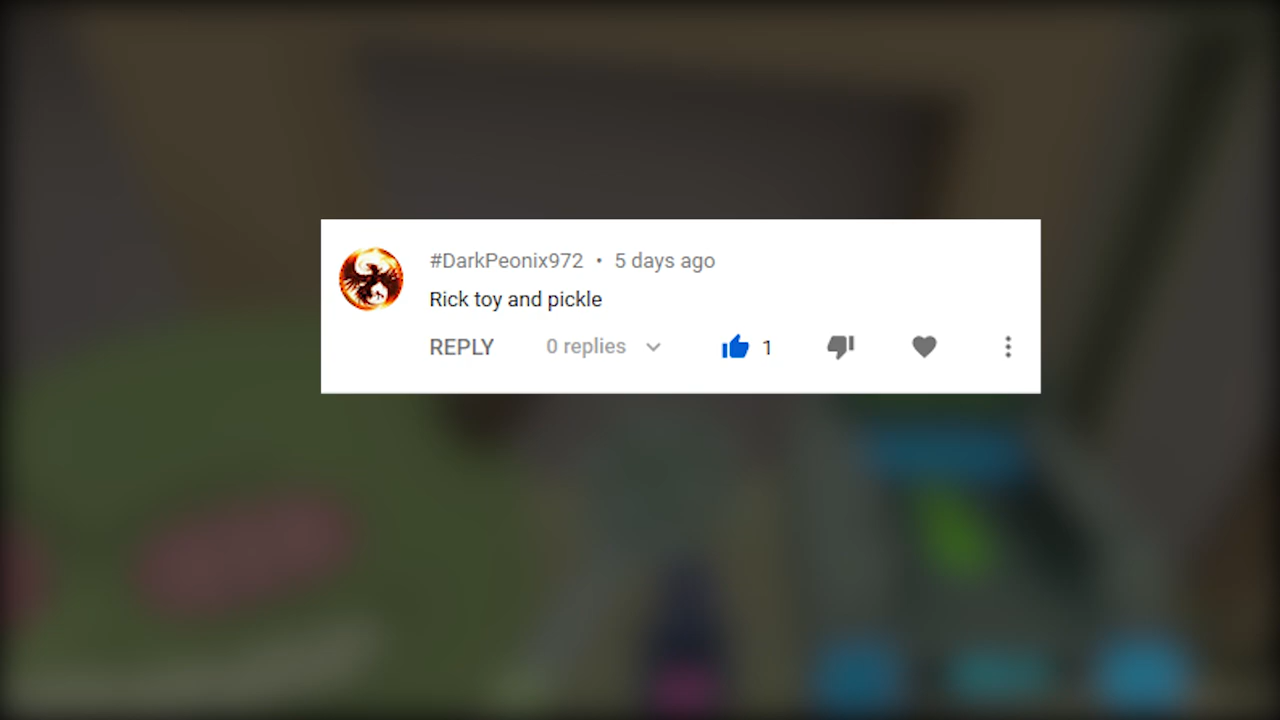 #DarkPeonix972 • 5 days ago
Rick toy and pickle
REPLY 0 replies 1